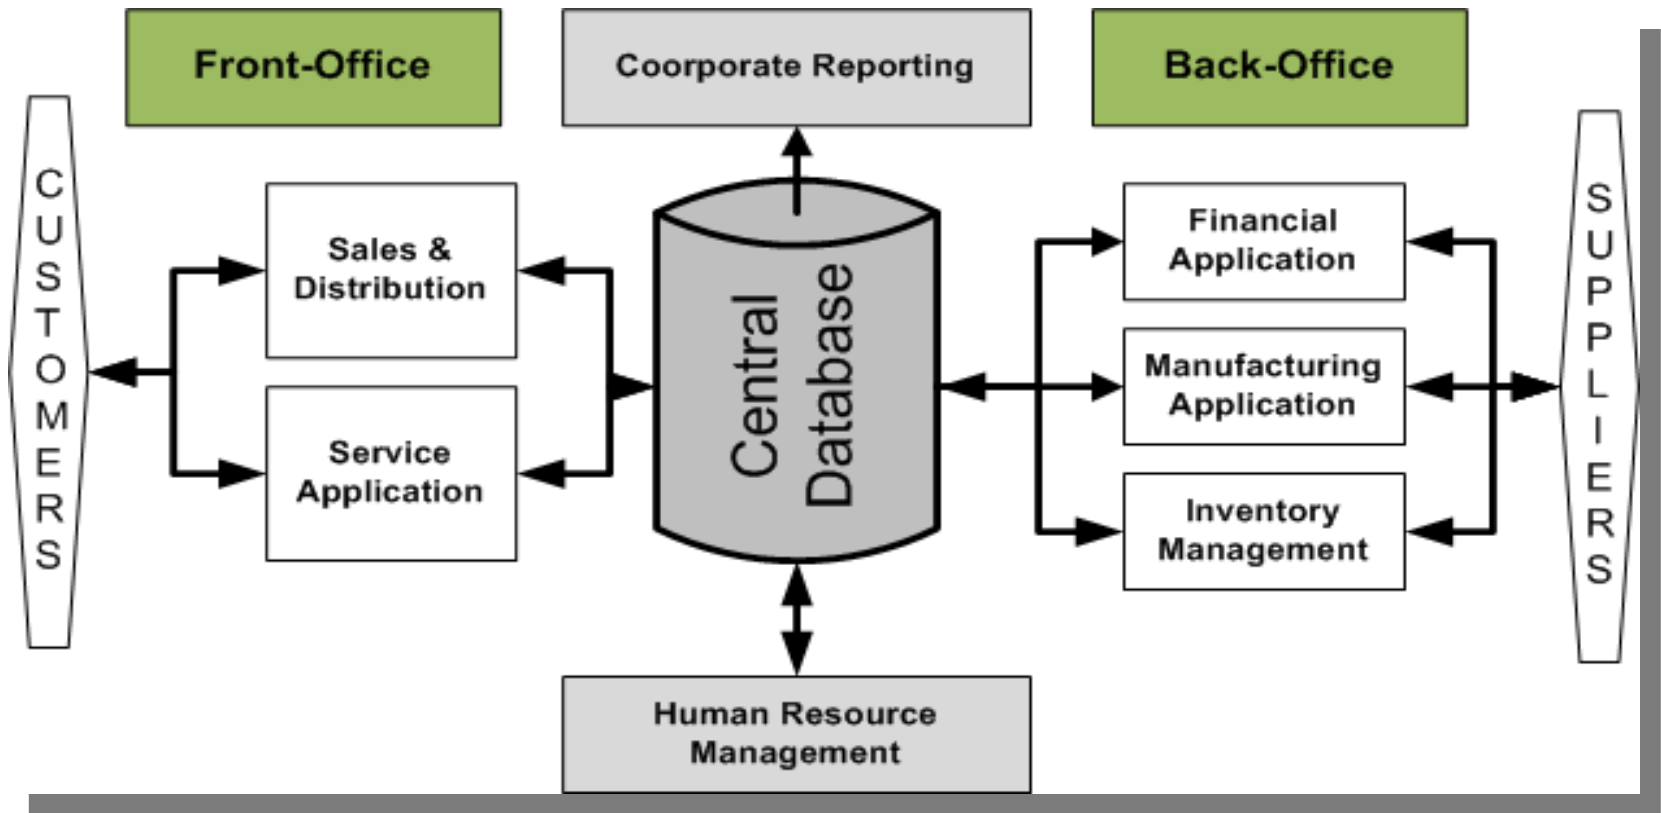 Front-Office
Coorporate Reporting
Back-Office
CUSTOMERS
Sales &
Distribution
Service
Application
Central
Database
Financial
Application
Manufacturing
Application
Inventory
Management
SUPPLIERS
Human Resource
Management